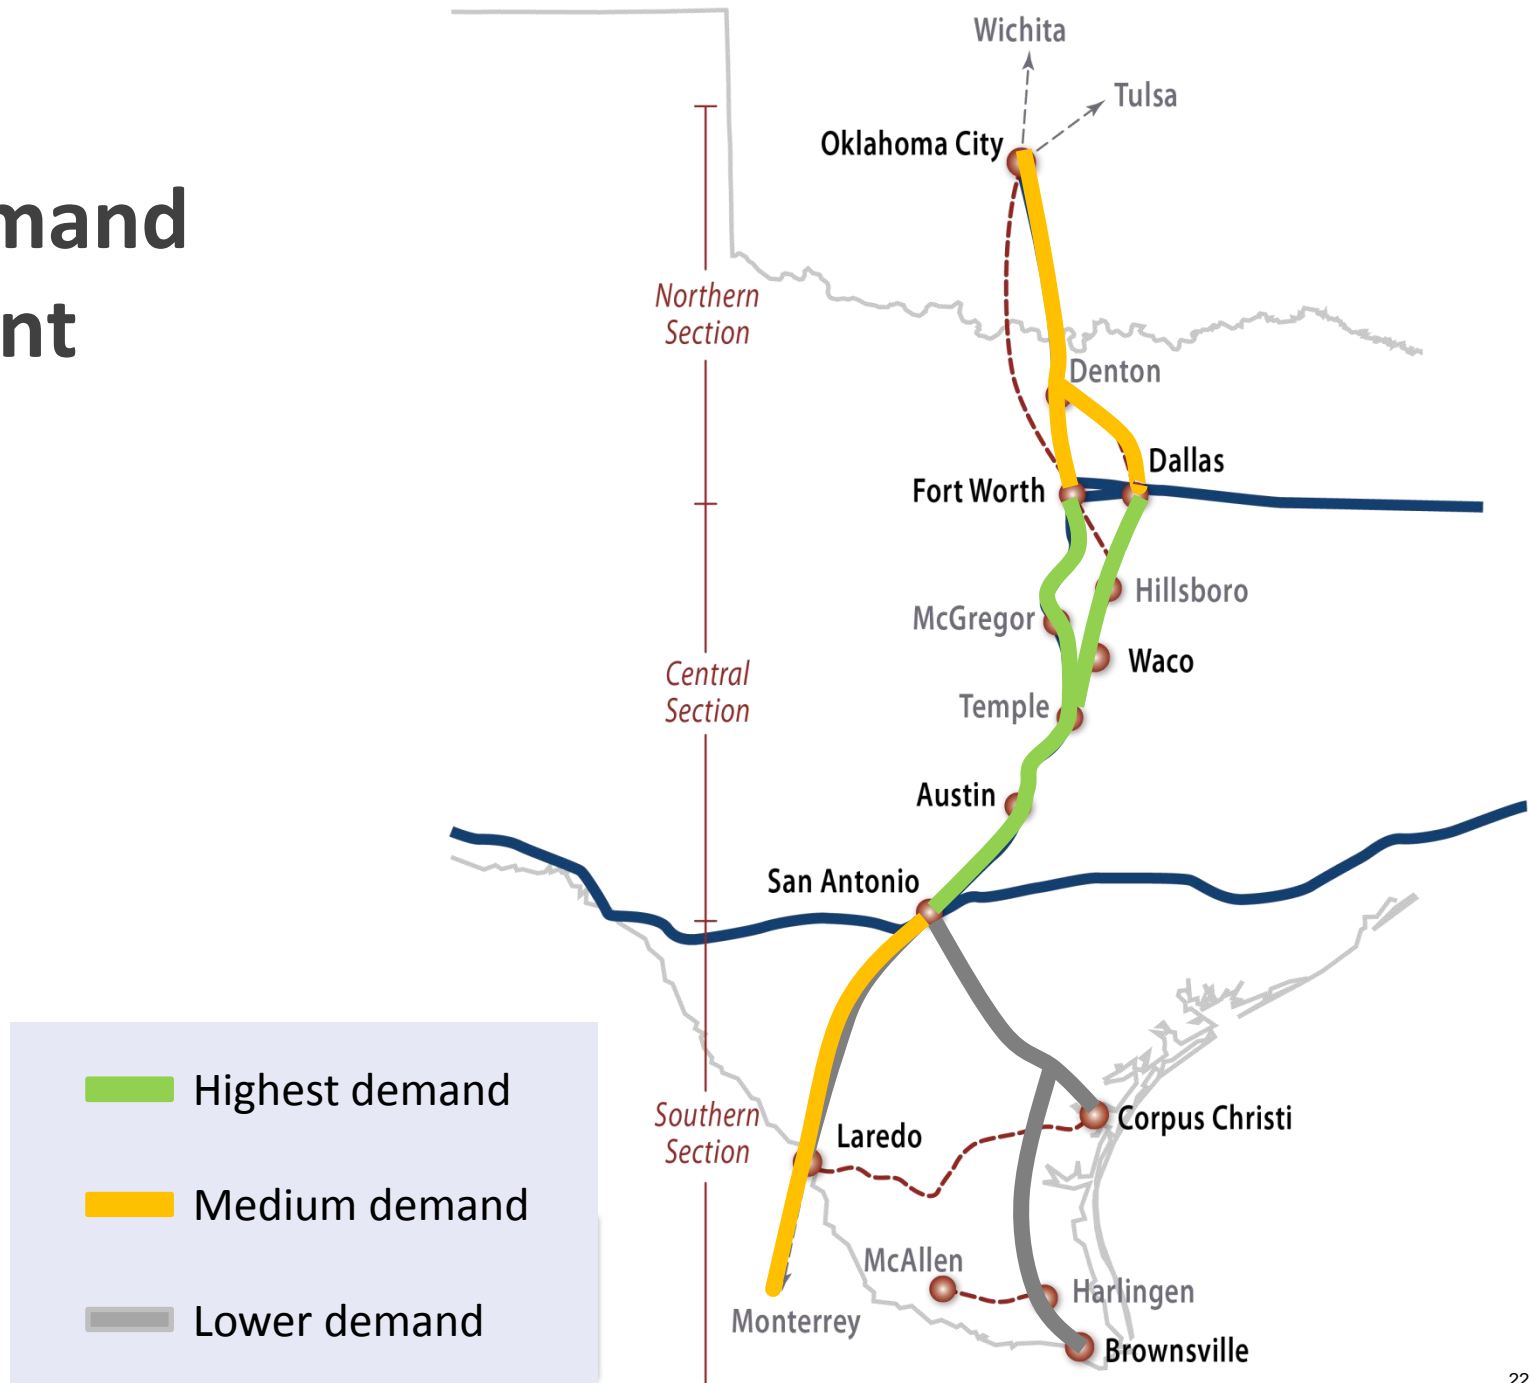 mand
nt
Wichita
Tulsa
Oklahoma City
Northern
Section
Denton
Dallas
Fort Worth
Hillsboro
McGregor
Waco
Central
Section
Temple
Austin
San Antonio
Highest demand
Medium demand
Lower demand
Southern
Section
Laredo
Corpus Christi
McAllen
Harlingen
Monterrey
Brownsville
22